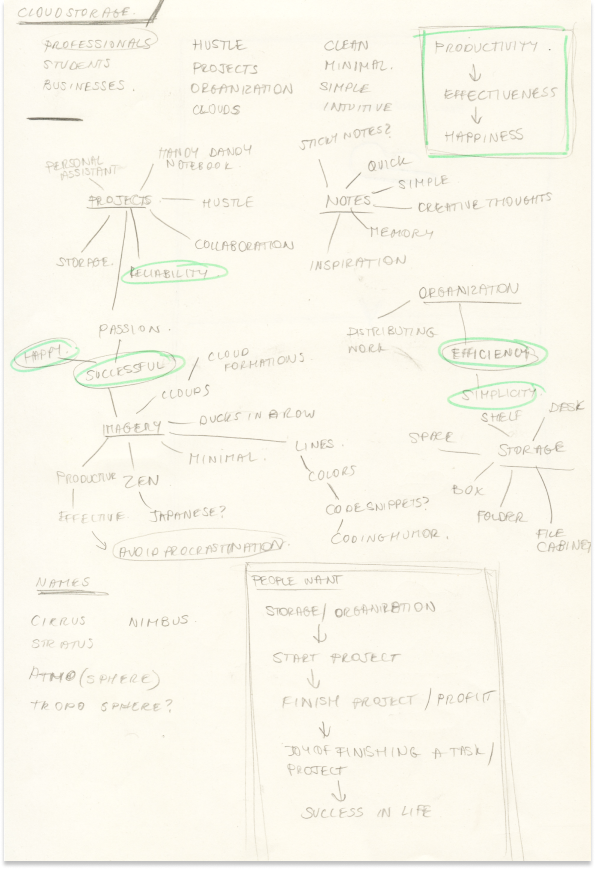 CLOUD STORAGE.
PROFESSIONALS
STUDENTS
BUSINESSES.
HUSTLE
PROJECTS
ORGANIZATION
CLOUDS
CLEAN
MINIMAL.
SIMPLE
INTUITIVE
PRODUCTIVITY.
↓
EFFECTIVENESS
↓
HAPPINESS
PERSONAL
ASSISTANT
HANDY DANDY
NOTEBOOK
PROJECTS
HUSTLE
COLLABORATION
STORAGE.
RELIABILITY
PASSION.
HAPPY.
SUCCESSFUL
STICKY NOTES?
QUICK
SIMPLE
NOTES
CREATIVE THOUGHTS
MEMORY
INSPIRATION
ORGANIZATION
DISTRIBUTING
WORK
EFFICIENCY
SIMPLICITY.
CLOUD
FORMATIONS.
CLOUDS
DUCKS IN A ROW
IMAGERY
MINIMAL.
LINES.
COLORS
CODE SNIPPETS?
CODING HUMOR.
PRODUCTIVE
ZEN
EFFECTIVE
JAPANESE?
AVOID PROCRASTINATION.
SHELF
DESK
SPACE
STORAGE
BOX
FOLDER
FILE
CABINET
NAMES
CIRRUS
NIMBUS.
STRATUS
ATMO (SPHERE)
TROPO SPHERE?
PEOPLE WANT
STORAGE/ORGANIZATION
↓
START PROJECT
↓
FINISH PROJECT / PROFIT
↓
JOY OF FINISHING A TASK/
PROJECT
↓
SUCCESS IN LIFE.